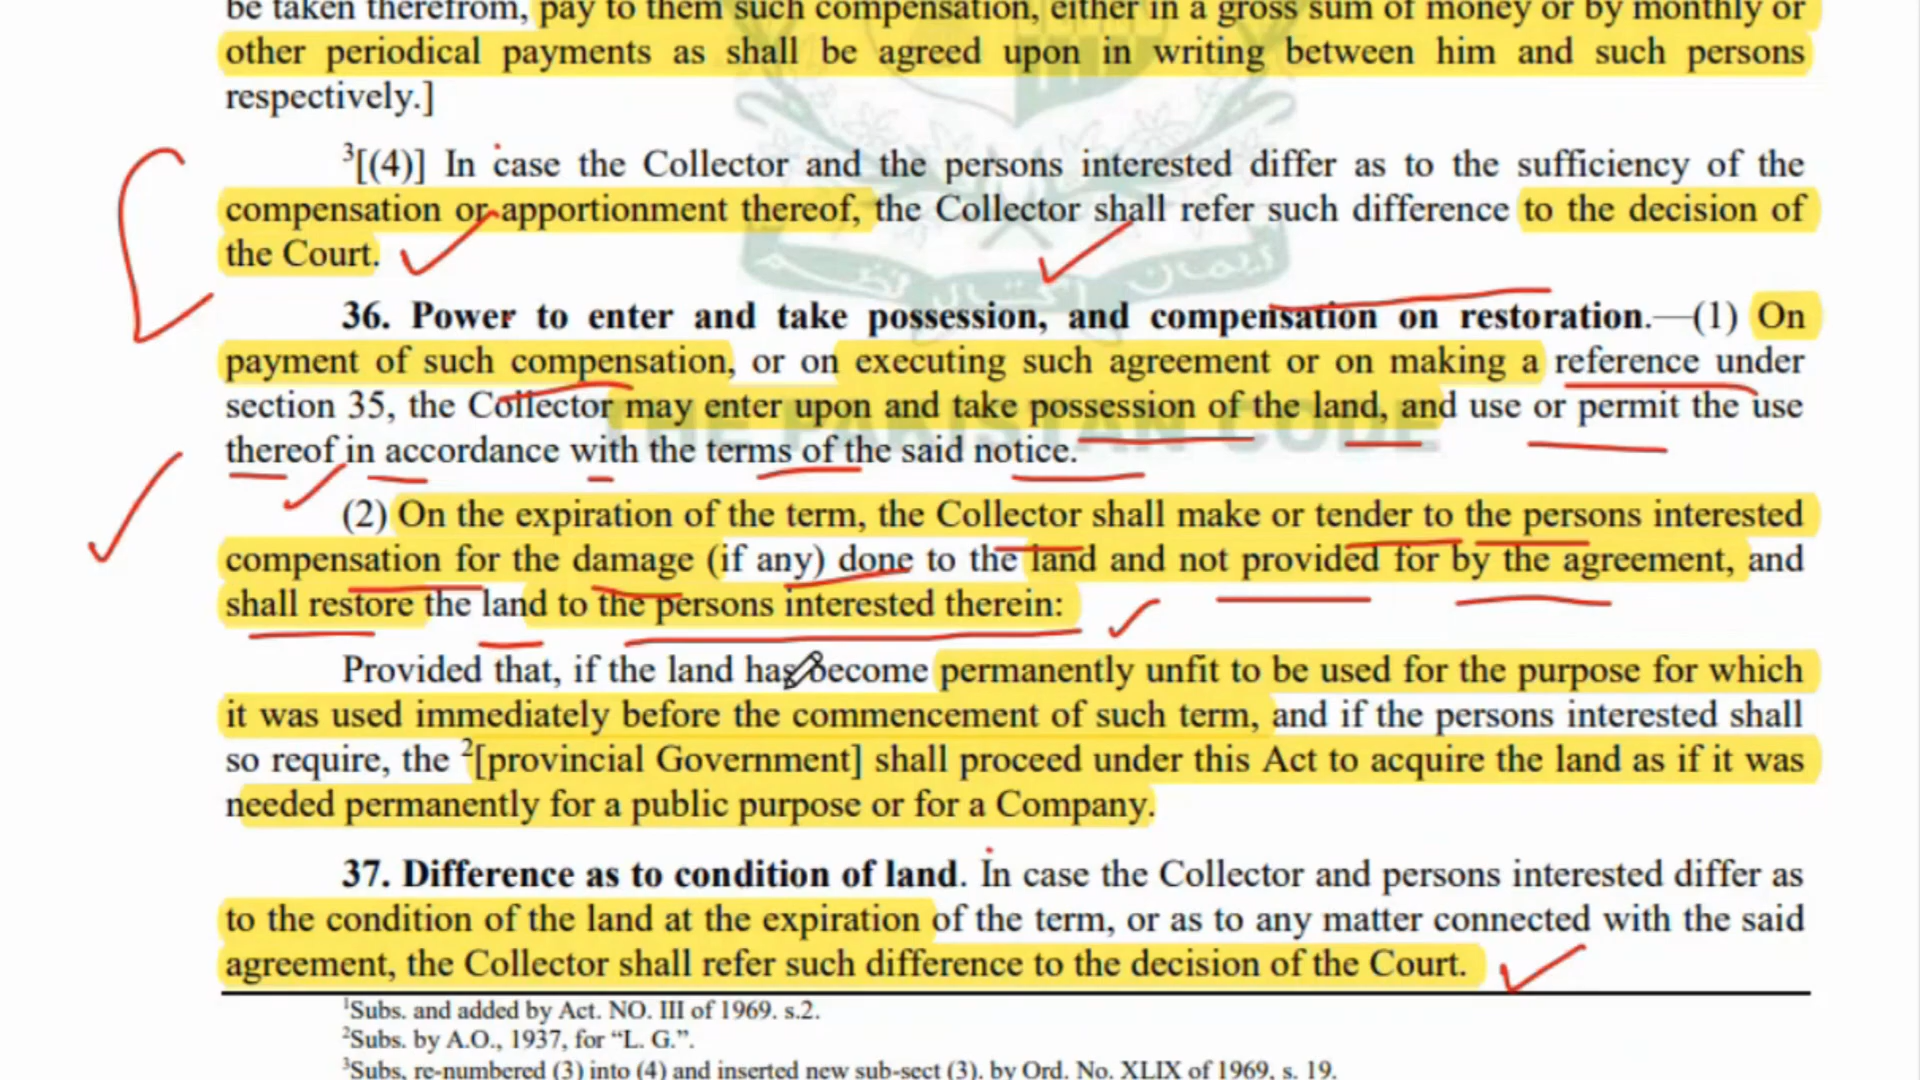 be taken therefrom, pay to them such compensation, either in a gross sum of money or by monthly or
other periodical payments as shall be agreed upon in writing between him and such persons
respectively.]
³[(4)] In case the Collector and the persons interested differ as to the sufficiency of the
compensation or apportionment thereof, the Collector shall refer such difference to the decision of
the Court.
36. Power to enter and take possession, and compensation on restoration.—(1) On
payment of such compensation, or on executing such agreement or on making a reference under
section 35, the Collector may enter upon and take possession of the land, and use or permit the use
thereof in accordance with the terms of the said notice.
(2) On the expiration of the term, the Collector shall make or tender to the persons interested
compensation for the damage (if any) done to the land and not provided for by the agreement, and
shall restore the land to the persons interested therein:
Provided that, if the land has become permanently unfit to be used for the purpose for which
it was used immediately before the commencement of such term, and if the persons interested shall
so require, the ²[provincial Government] shall proceed under this Act to acquire the land as if it was
needed permanently for a public purpose or for a Company.
37. Difference as to condition of land. In case the Collector and persons interested differ as
to the condition of the land at the expiration of the term, or as to any matter connected with the said
agreement, the Collector shall refer such difference to the decision of the Court.
¹Subs. and added by Act. NO. III of 1969. s.2.
²Subs. by A.O., 1937, for “L. G.”.
³Subs, re-numbered (3) into (4) and inserted new sub-sect (3), by Ord. No. XLIX of 1969, s. 19.
ایمان اتحاد نظم
THE PAKISTAN CODE